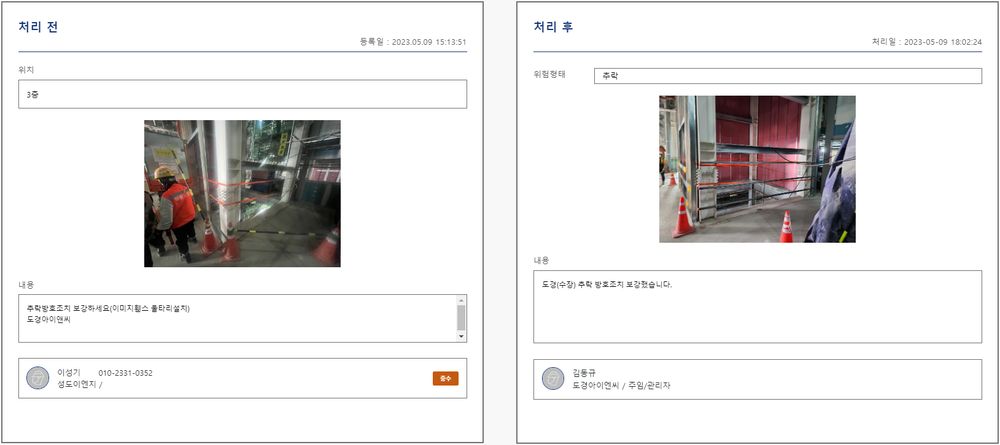 처리 전
등록일 : 2023.05.09 15:13:51
위치
3층
내용
추락방호조치 보강하세요(이미지휀스 울타리설치)
도경아이앤씨
이성기 010-2331-0352
성도이엔지 /
중수
처리 후
처리일 : 2023-05-09 18:02:24
위험형태
추락
내용
도경(수장) 추락 방호조치 보강했습니다.
김동규
도경아이엔씨 / 주임/관리자